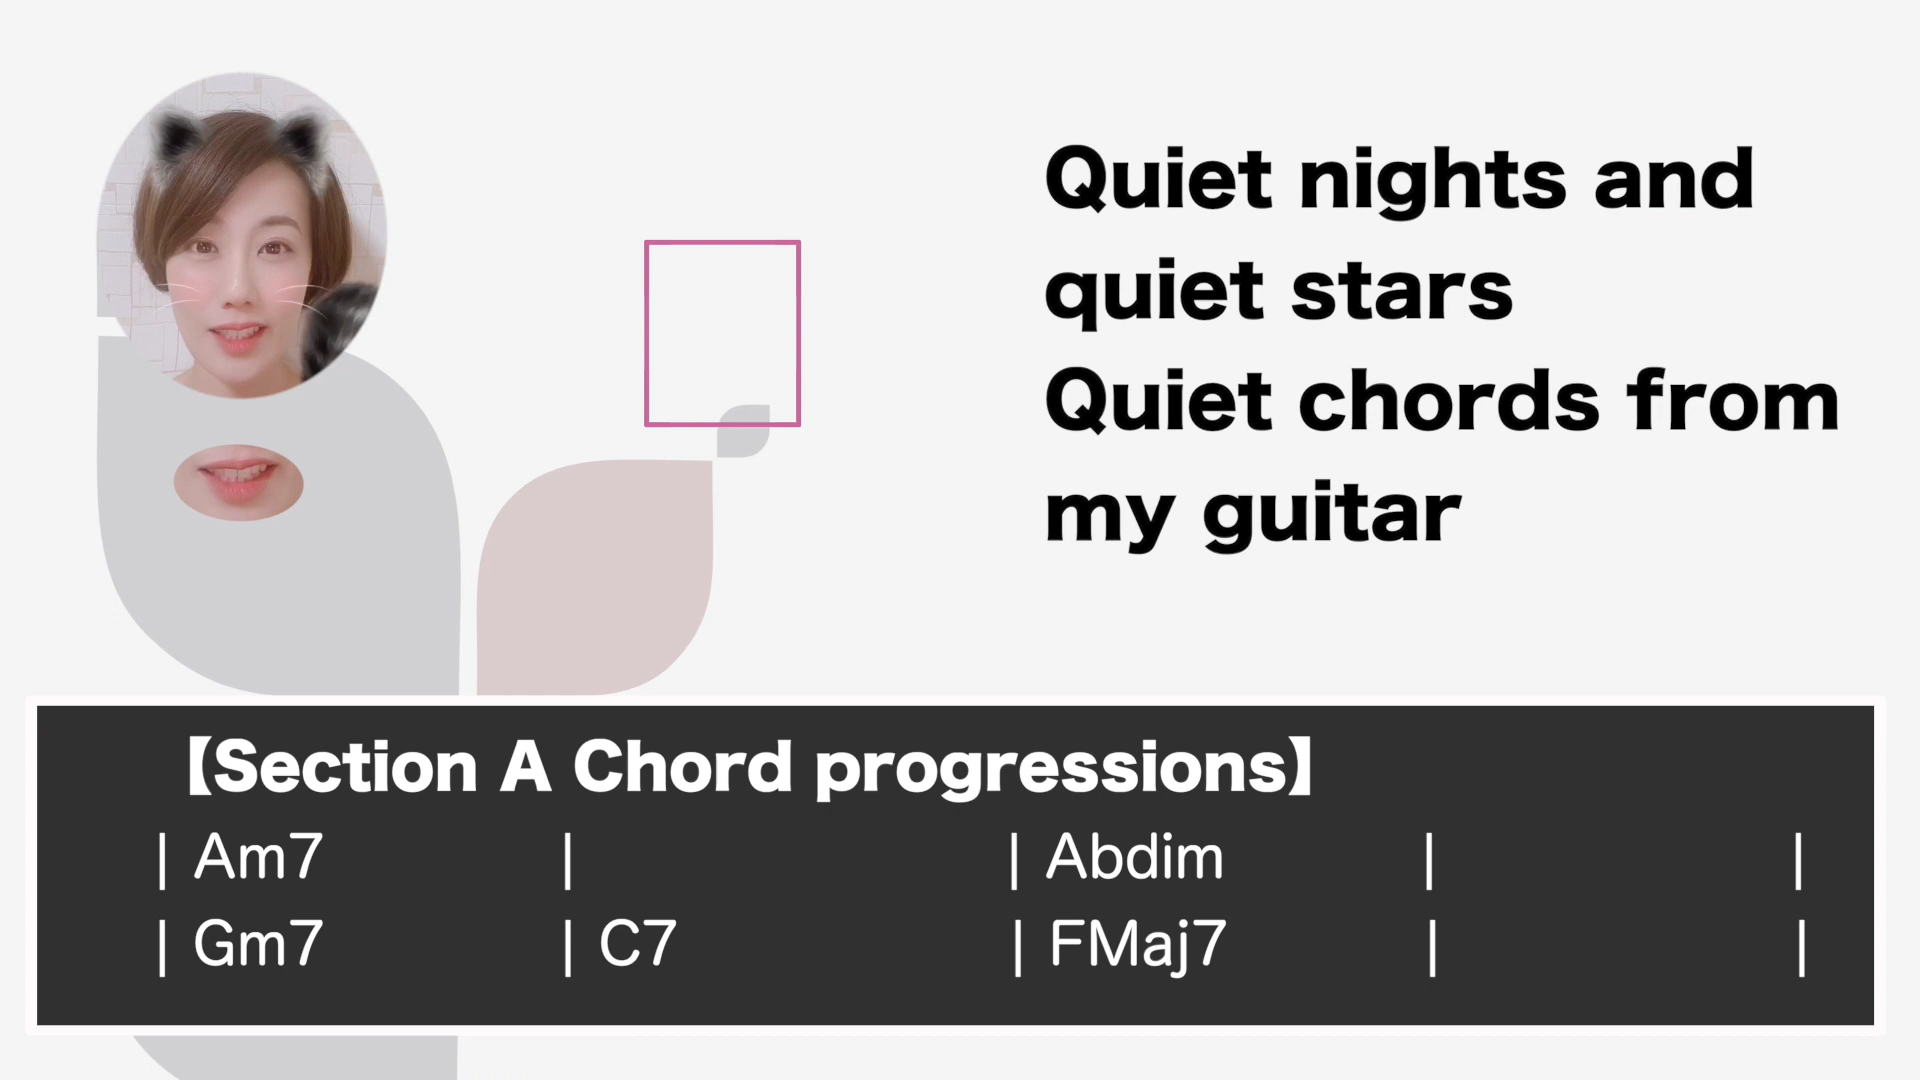 Quiet nights and
quiet stars
Quiet chords from
my guitar
【Section A Chord progressions】
| Am7 | | Abdim | |
| Gm7 | C7 | FMaj7 | |